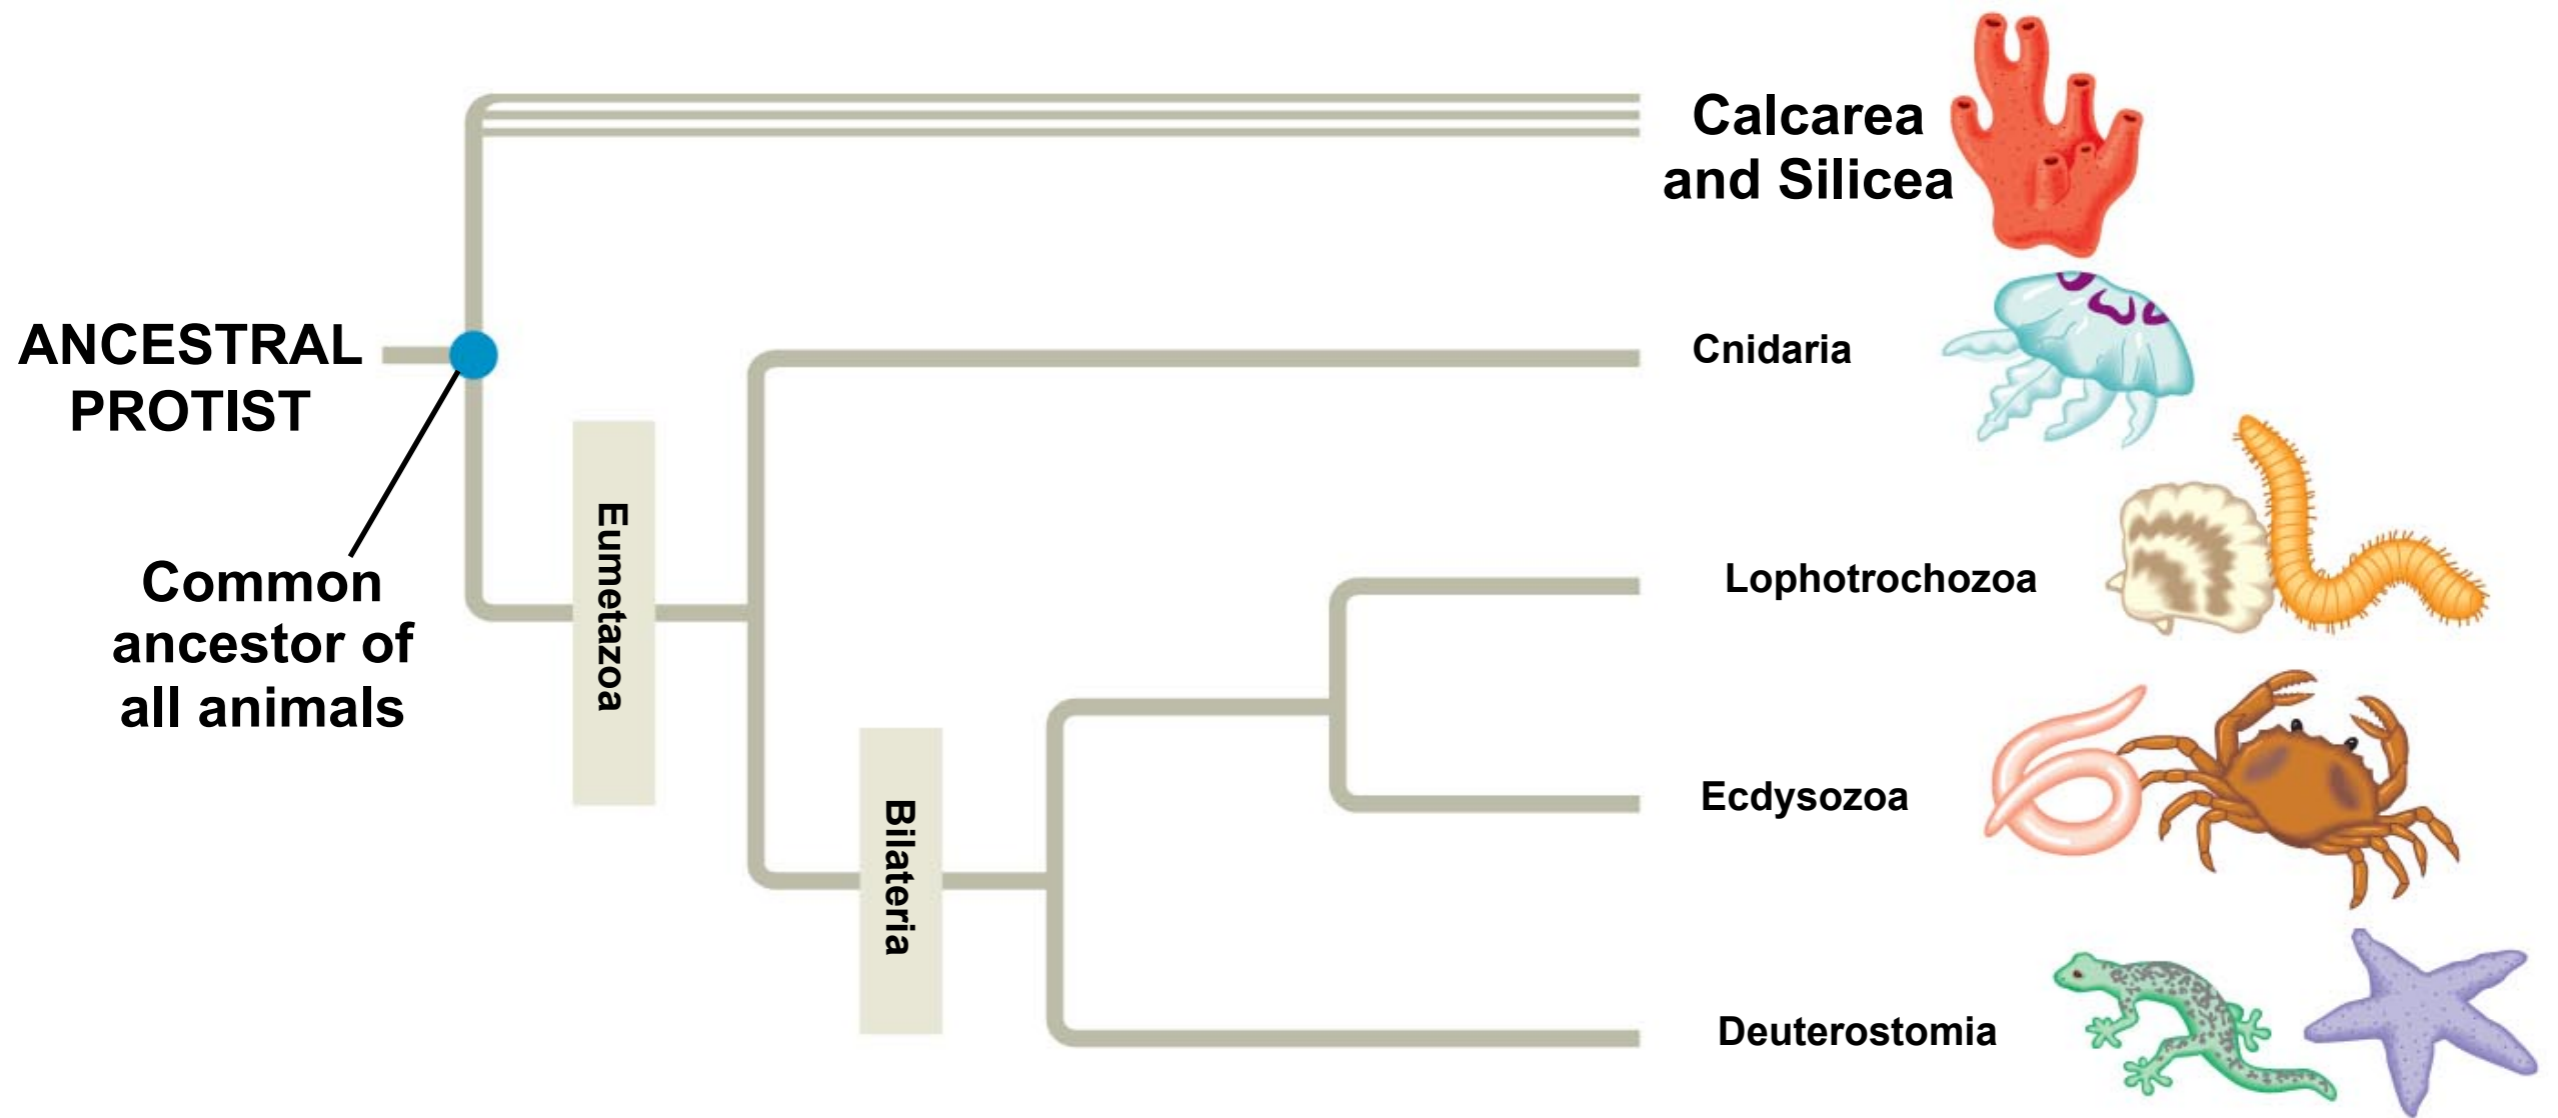 Calcarea
and Silicea
ANCESTRAL
PROTIST
Cnidaria
Common
ancestor of
all animals
Eumetazoa
Lophotrochozoa
Bilateria
Ecdysozoa
Deuterostomia